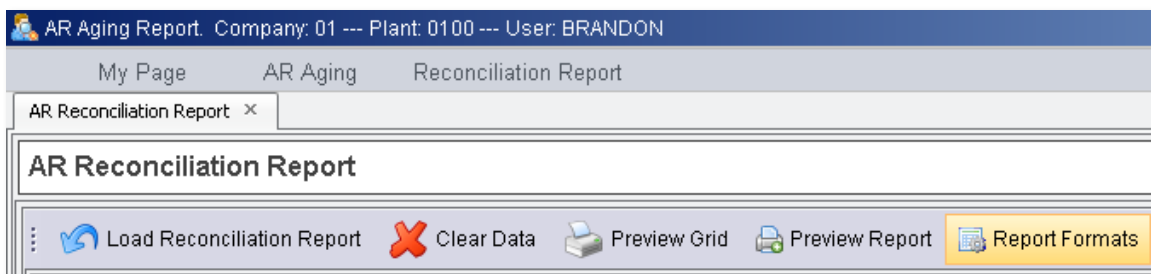 AR Aging Report. Company: 01 --- Plant: 0100 --- User: BRANDON
My Page AR Aging Reconciliation Report
AR Reconciliation Report ×
AR Reconciliation Report
Load Reconciliation Report Clear Data Preview Grid Preview Report Report Formats